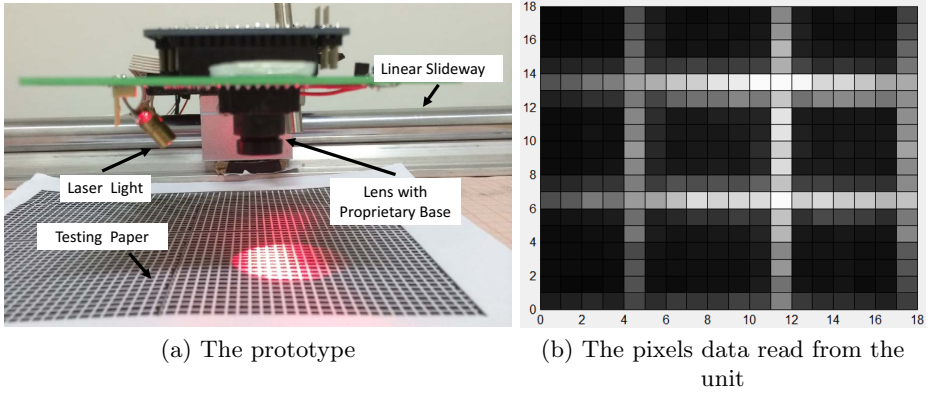 Linear Slideway
Laser Light
Lens with
Proprietary Base
Testing Paper
(a) The prototype
18
16
14
12
10
8
6
4
2
0
0 2 4 6 8 10 12 14 16 18
(b) The pixels data read from the
unit